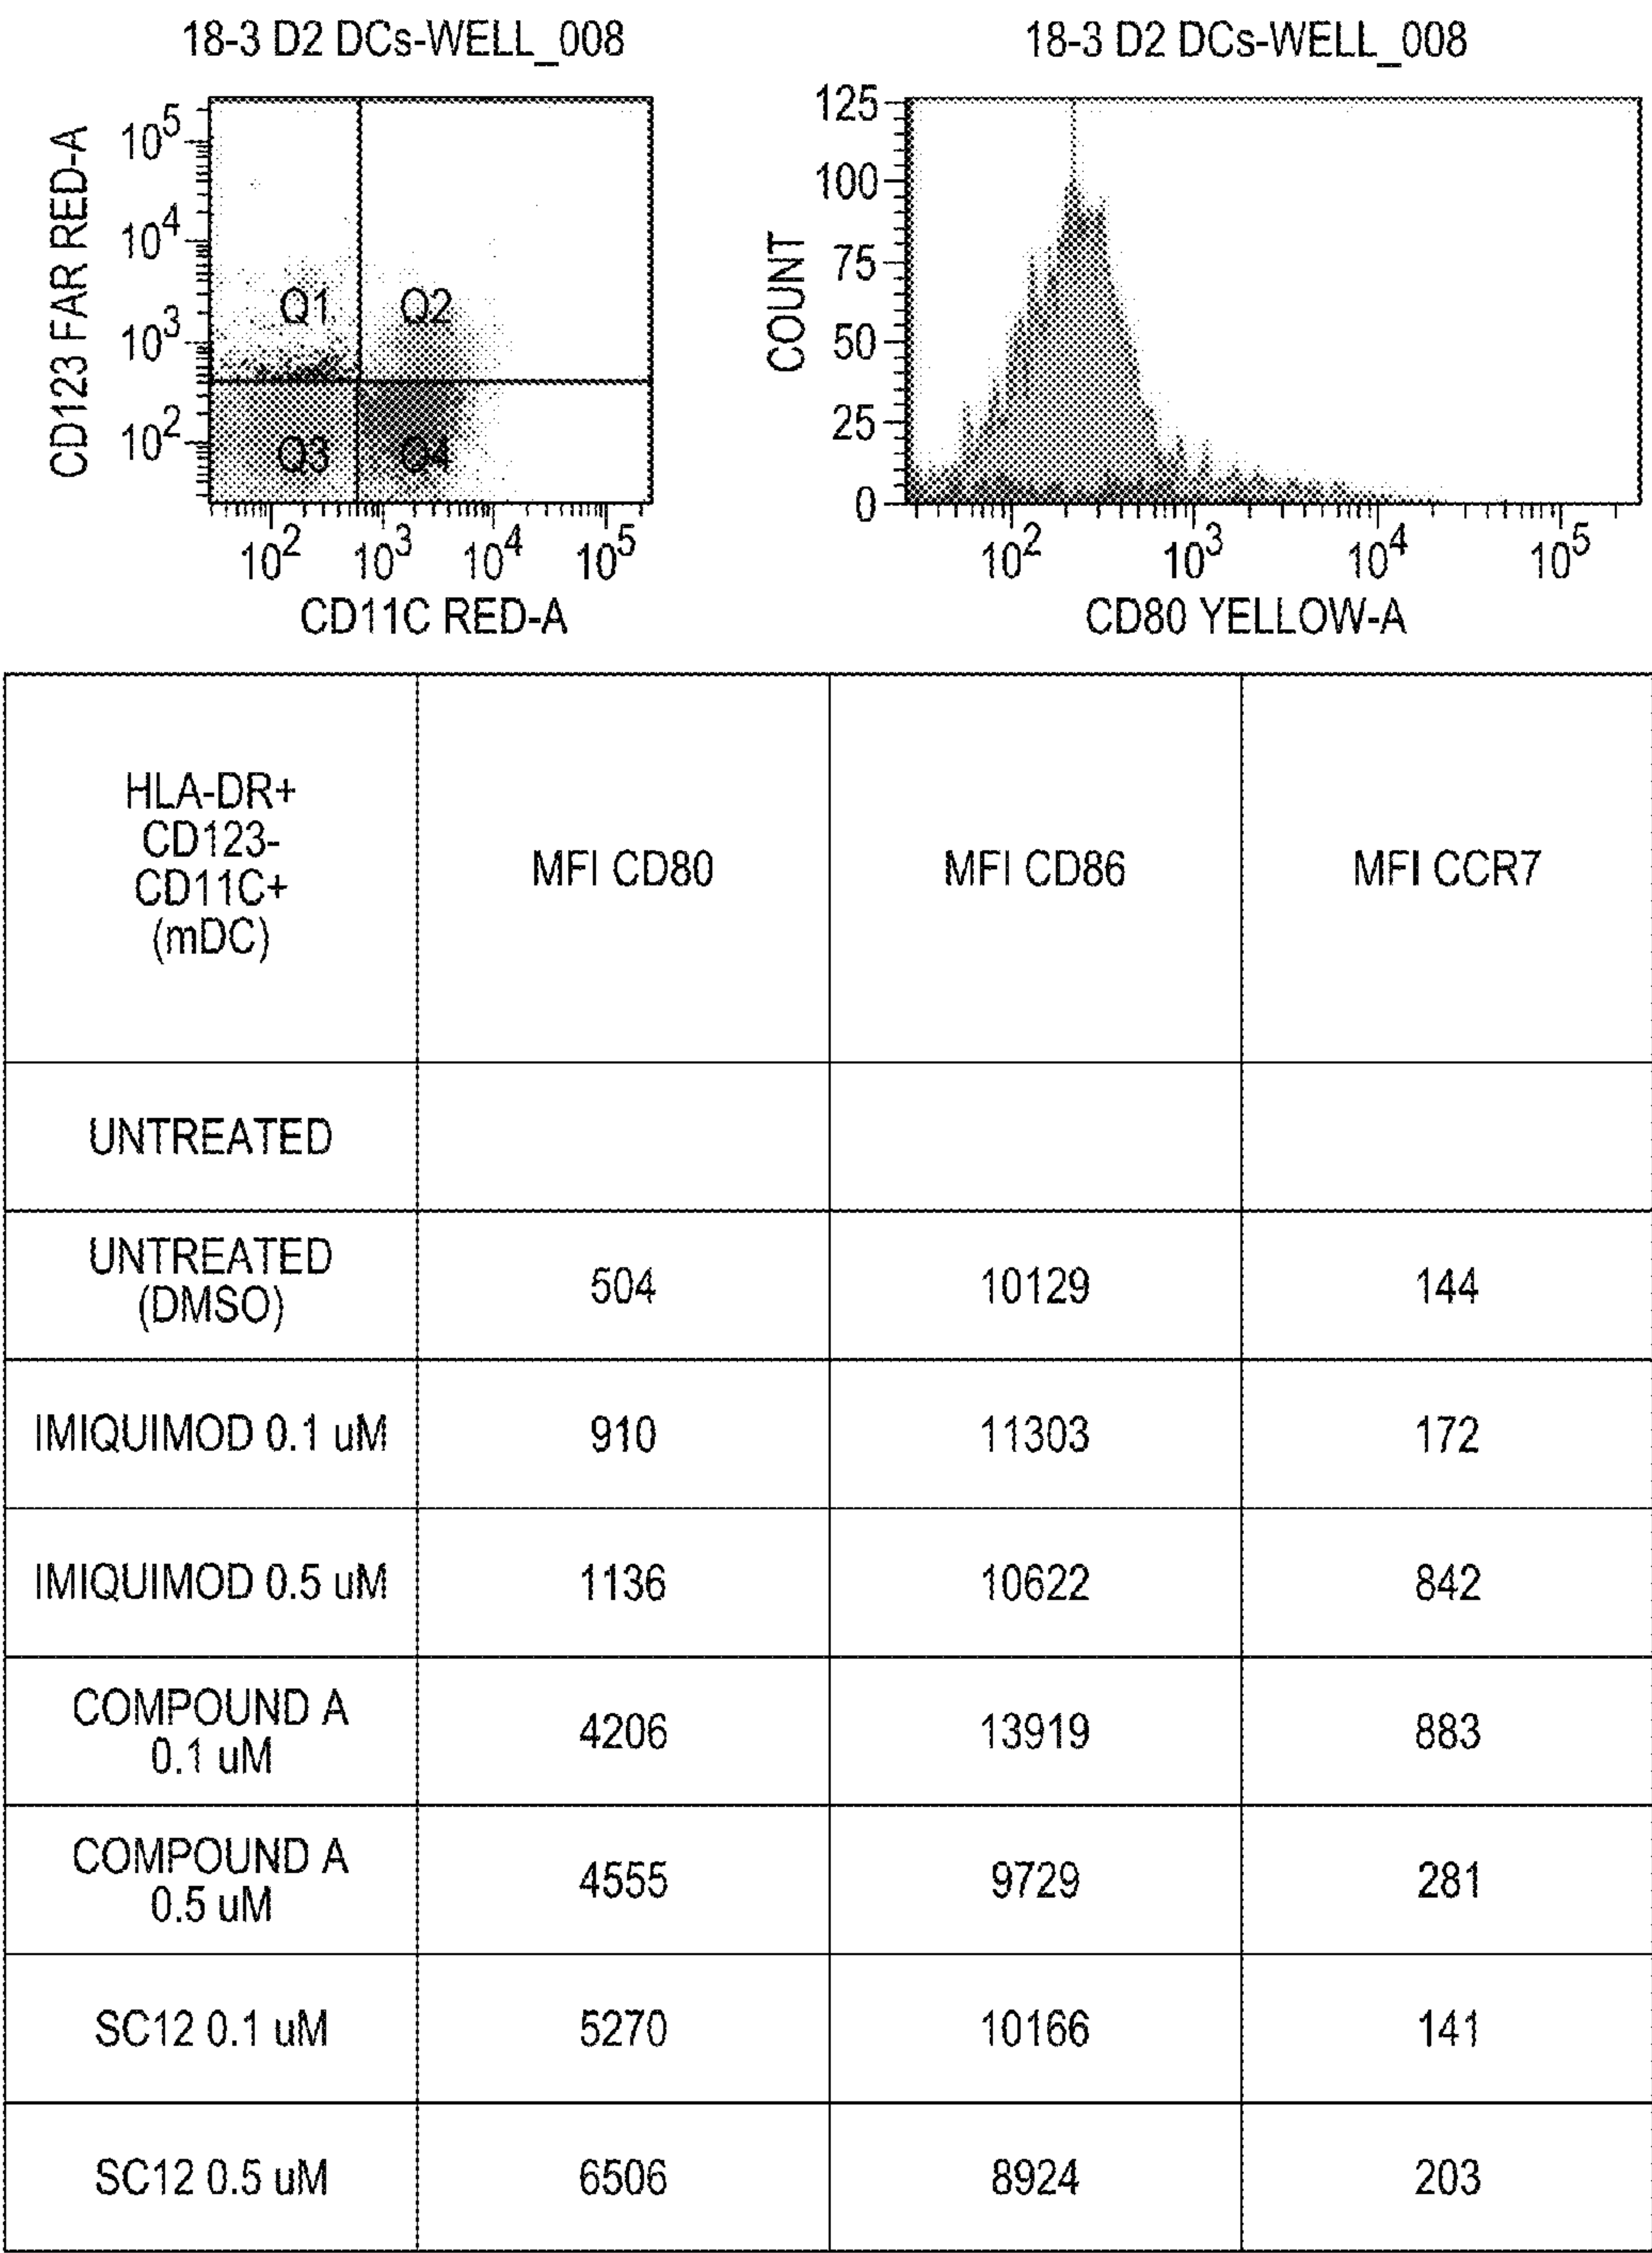 18-3 D2 DCs-WELL_008
CD123 FAR RED-A
10^5
10^4
10^3
10^2
Q1
Q2
Q3
Q4
10^2 10^3 10^4 10^5
CD11C RED-A
18-3 D2 DCs-WELL_008
COUNT
125
100
75
50
25
0
10^2 10^3 10^4 10^5
CD80 YELLOW-A
HLA-DR+
CD123-
CD11C+
(mDC)
MFI CD80
MFI CD86
MFI CCR7
UNTREATED
UNTREATED
(DMSO)
504
10129
144
IMIQUIMOD 0.1 uM
910
11303
172
IMIQUIMOD 0.5 uM
1136
10622
842
COMPOUND A
0.1 uM
4206
13919
883
COMPOUND A
0.5 uM
4555
9729
281
SC12 0.1 uM
5270
10166
141
SC12 0.5 uM
6506
8924
203